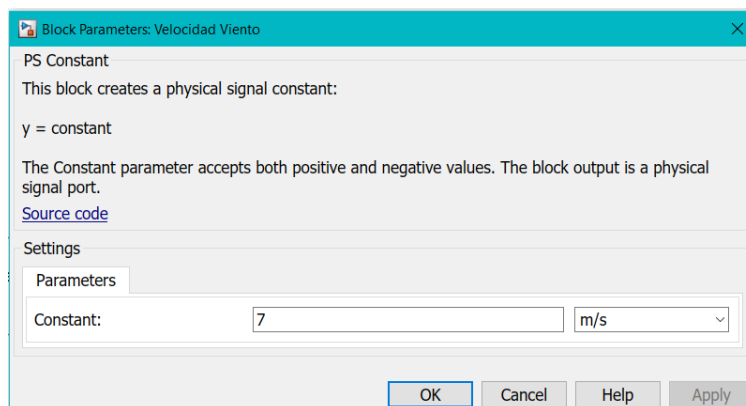 Block Parameters: Velocidad Viento
PS Constant
This block creates a physical signal constant:
y = constant
The Constant parameter accepts both positive and negative values. The block output is a physical
signal port.
Source code
Settings
Parameters
Constant: 7 m/s
OK Cancel Help Apply